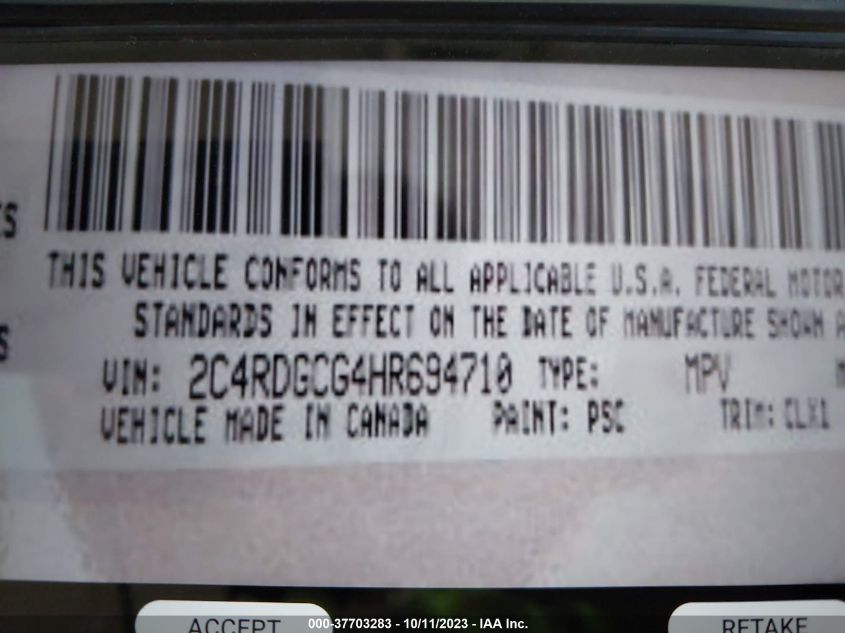 THIS VEHICLE CONFORMS TO ALL APPLICABLE U.S.A. FEDERAL MOTOR
STANDARDS IN EFFECT ON THE DATE OF MANUFACTURE SHOWN
VIN: 2C4RDGCG4HR694710 TYPE: MPV
VEHICLE MADE IN CANADA PAINT: PSC TRIM: CLX1
ACCEPT 000-37703283 - 10/11/2023 - IAA Inc. RETAKE